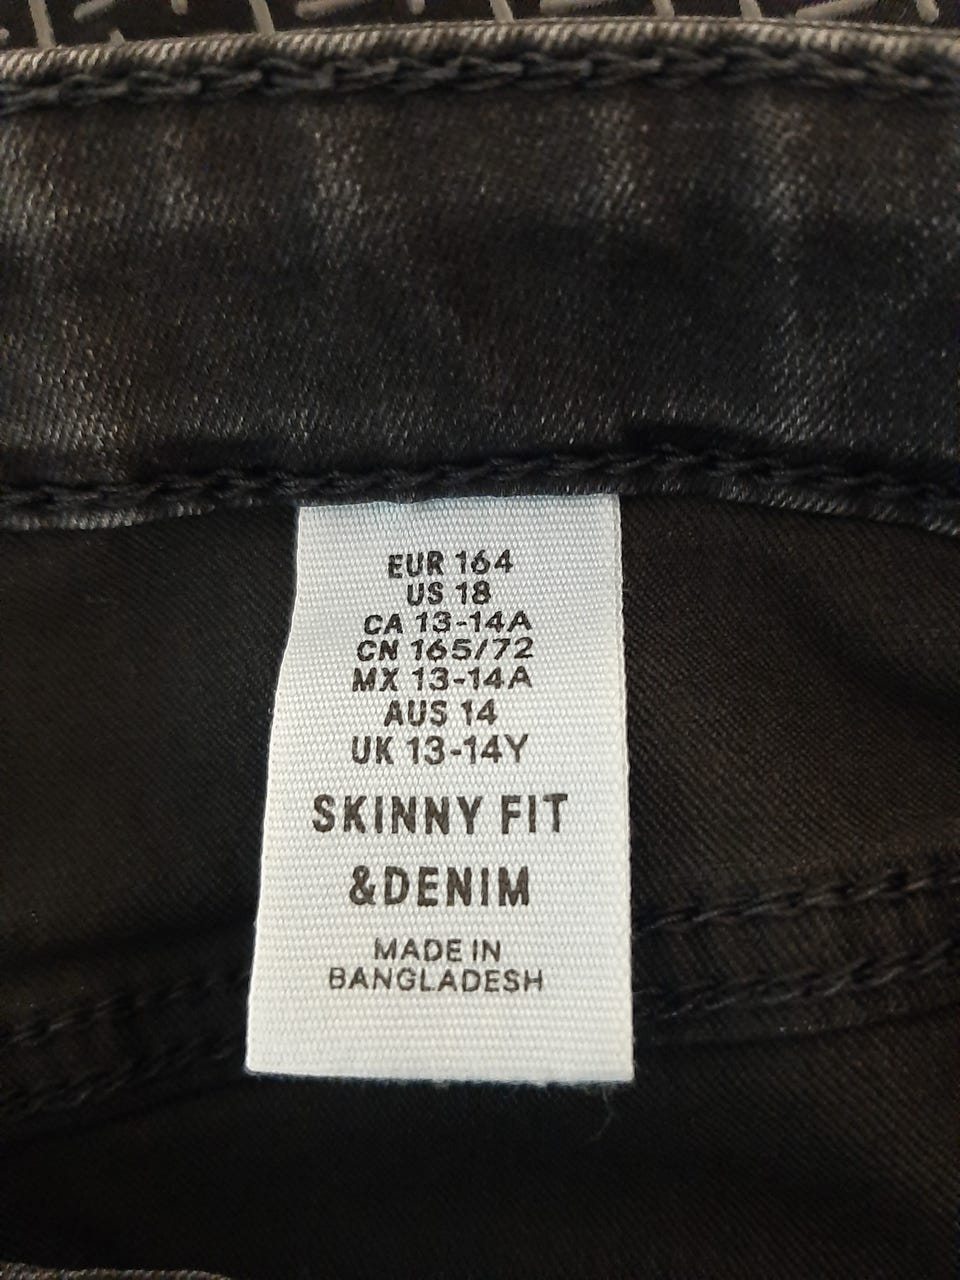 EUR 164
US 18
CA 13-14A
CN 165/72
MX 13-14A
AUS 14
UK 13-14Y
SKINNY FIT
&DENIM
MADE IN
BANGLADESH